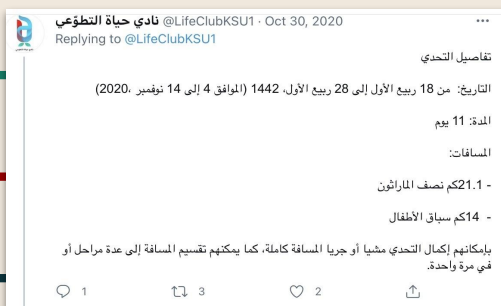 نادي حياة التطوّعي @LifeClubKSU1 · Oct 30, 2020
Replying to @LifeClubKSU1
تفاصيل التحدي
التاريخ: من 18 ربيع الأول إلى 28 ربيع الأول، 1442 (الموافق 4 إلى 14 نوفمبر ،2020)
المدة: 11 يوم
المسافات:
- 21.1كم نصف الماراثون
- 14كم سباق الأطفال
بإمكانهم إكمال التحدي مشيا أو جريا المسافة كاملة، كما يمكنهم تقسيم المسافة إلى عدة مراحل أو
في مرة واحدة.
1 3 2